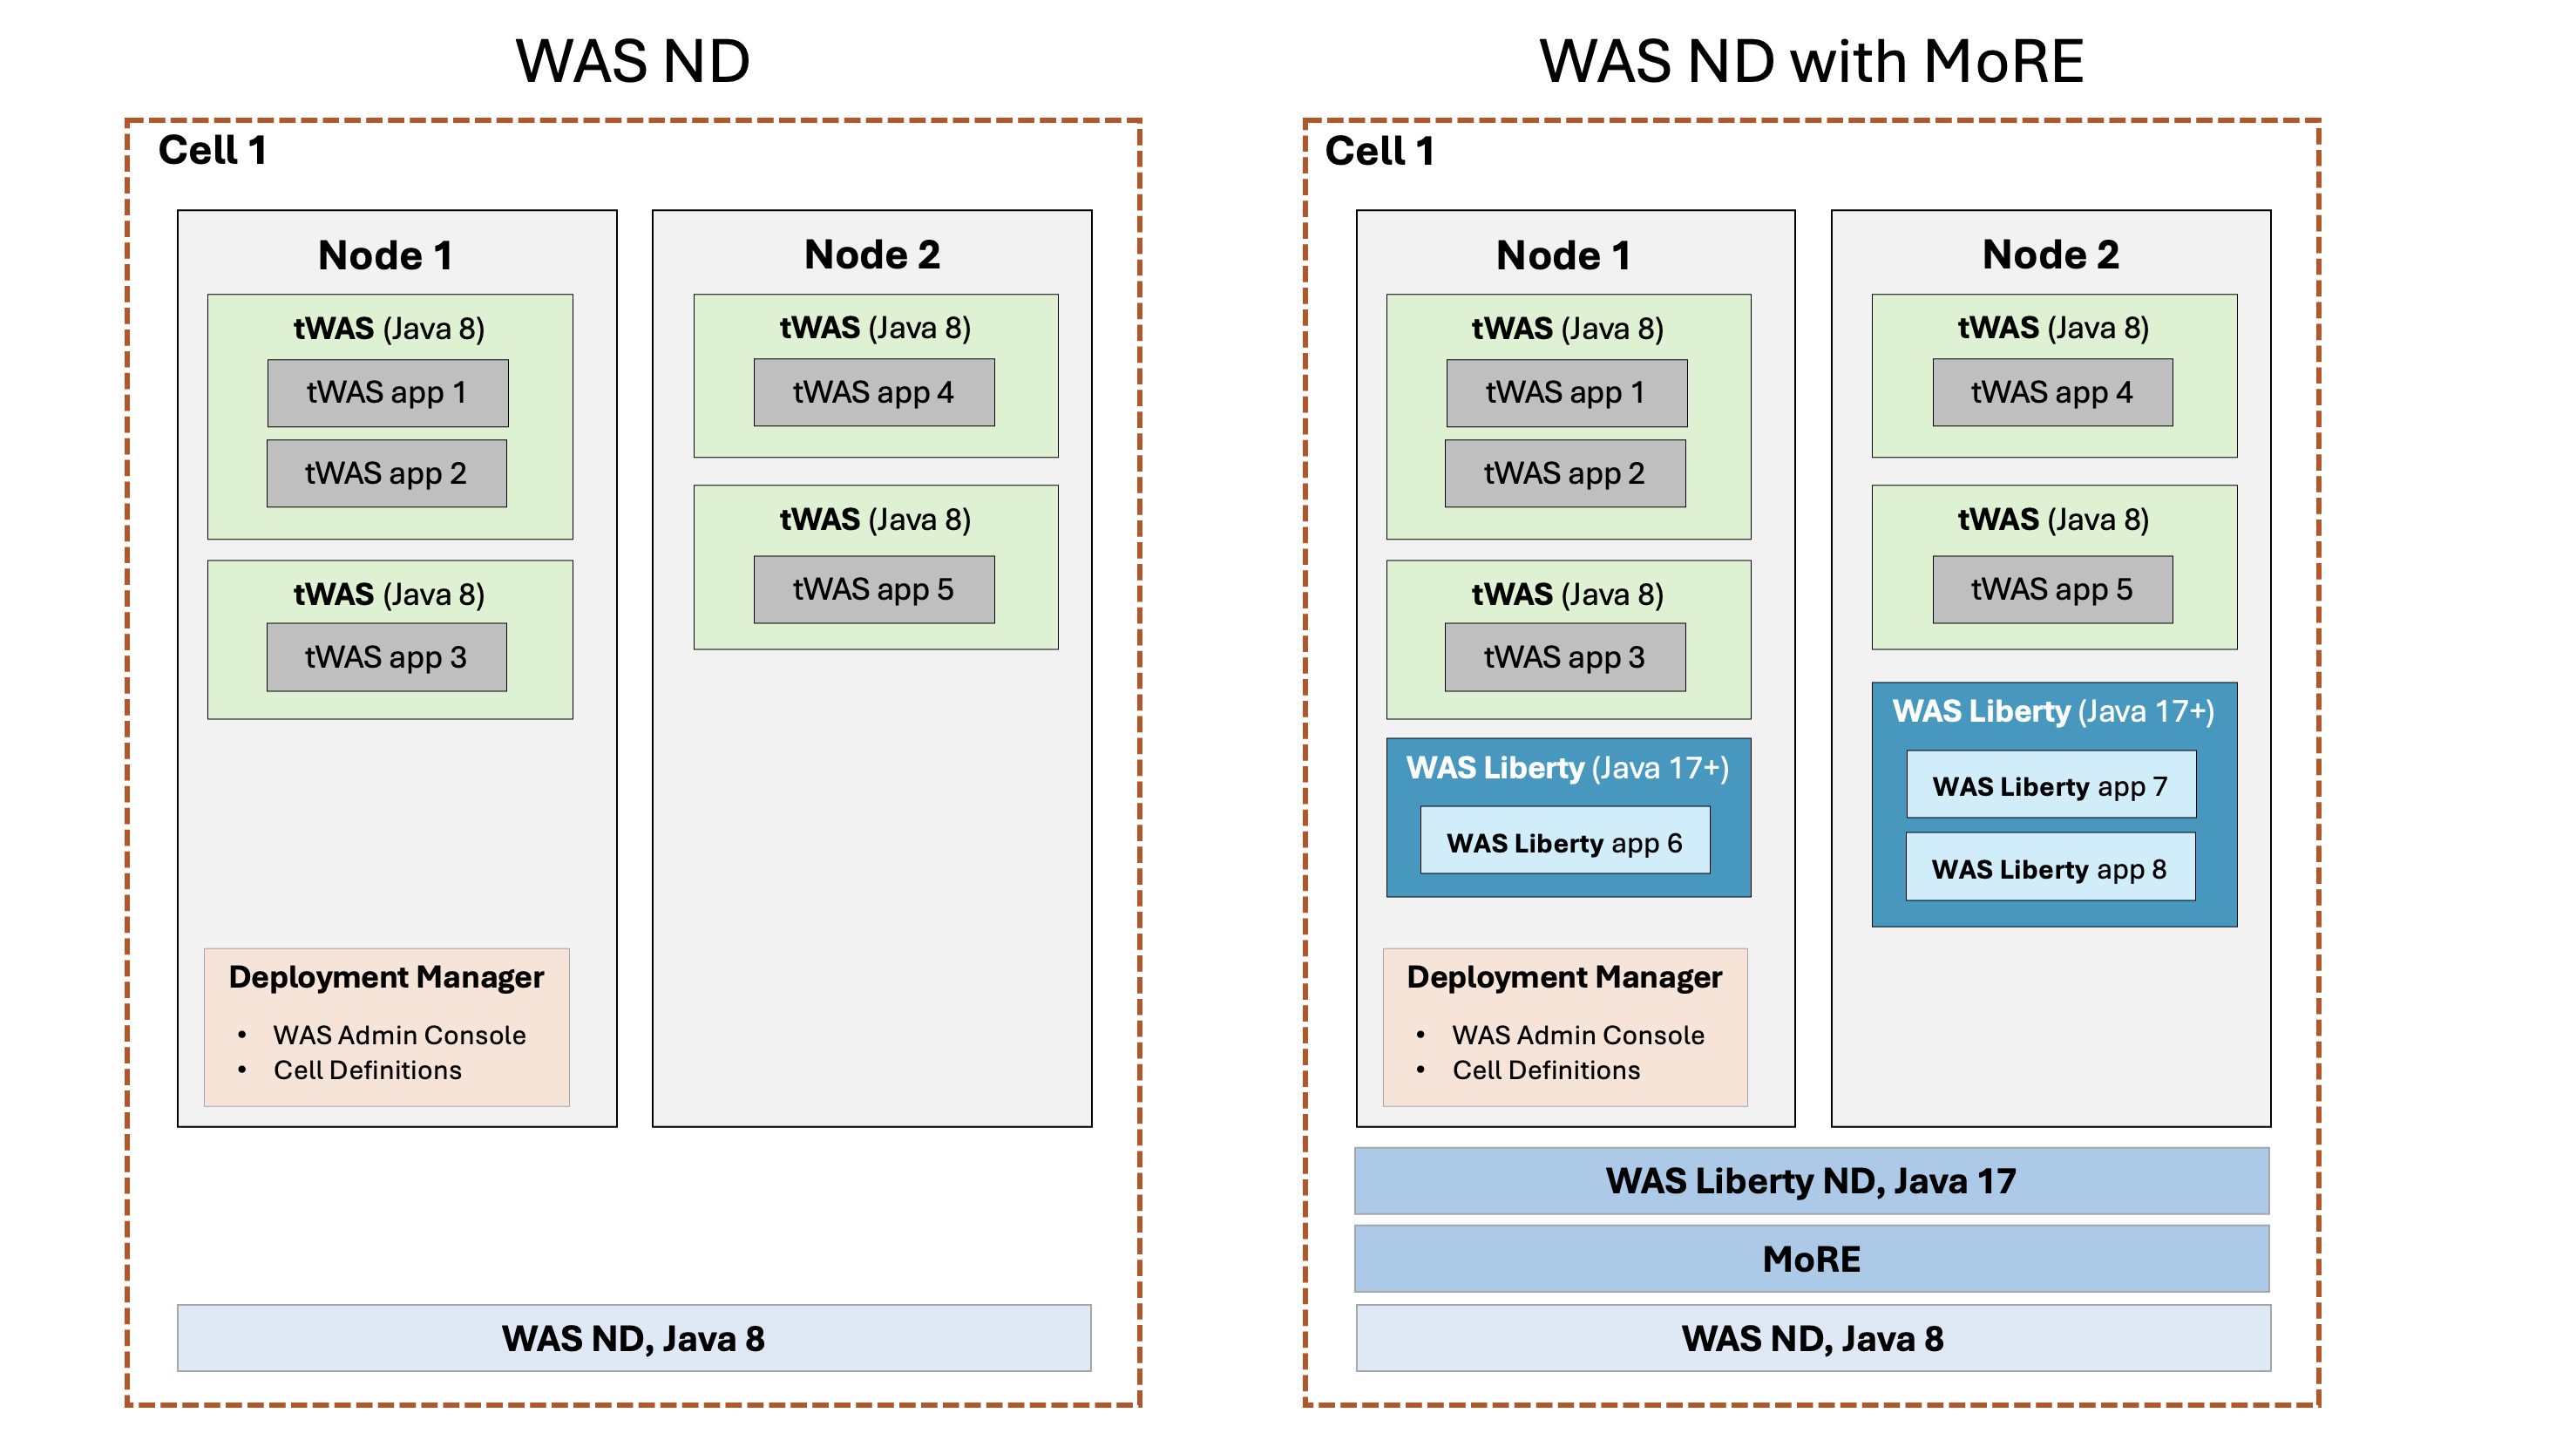 WAS ND
Cell 1
Node 1
tWAS (Java 8)
tWAS app 1
tWAS app 2
tWAS (Java 8)
tWAS app 3
Deployment Manager
• WAS Admin Console
• Cell Definitions
Node 2
tWAS (Java 8)
tWAS app 4
tWAS (Java 8)
tWAS app 5
WAS ND, Java 8
WAS ND with MoRE
Cell 1
Node 1
tWAS (Java 8)
tWAS app 1
tWAS app 2
tWAS (Java 8)
tWAS app 3
WAS Liberty (Java 17+)
WAS Liberty app 6
Deployment Manager
• WAS Admin Console
• Cell Definitions
Node 2
tWAS (Java 8)
tWAS app 4
tWAS (Java 8)
tWAS app 5
WAS Liberty (Java 17+)
WAS Liberty app 7
WAS Liberty app 8
WAS Liberty ND, Java 17
MoRE
WAS ND, Java 8